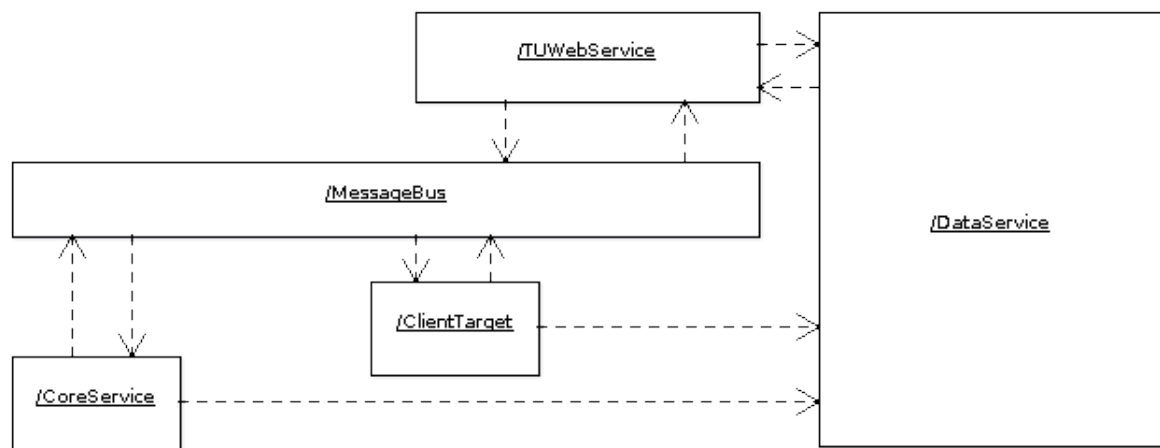 /TUWebService
/MessageBus
/DataService
/ClientTarget
/CoreService